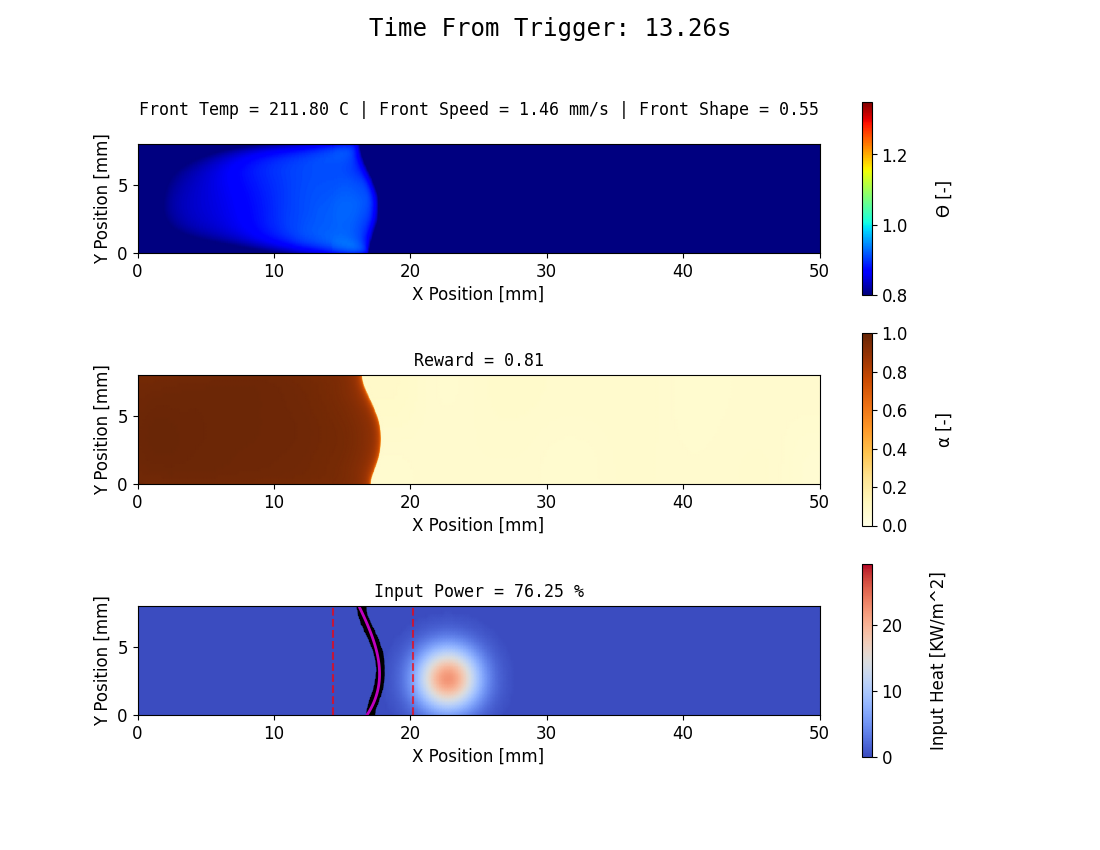 Time From Trigger: 13.26s
Front Temp = 211.80 C | Front Speed = 1.46 mm/s | Front Shape = 0.55
Y Position [mm]
5
0
0 10 20 30 40 50
X Position [mm]
1.2
1.0
0.8
Θ [-]
Reward = 0.81
Y Position [mm]
5
0
0 10 20 30 40 50
X Position [mm]
1.0
0.8
0.6
0.4
0.2
0.0
α [-]
Input Power = 76.25 %
Y Position [mm]
5
0
0 10 20 30 40 50
X Position [mm]
20
10
0
Input Heat [KW/m^2]